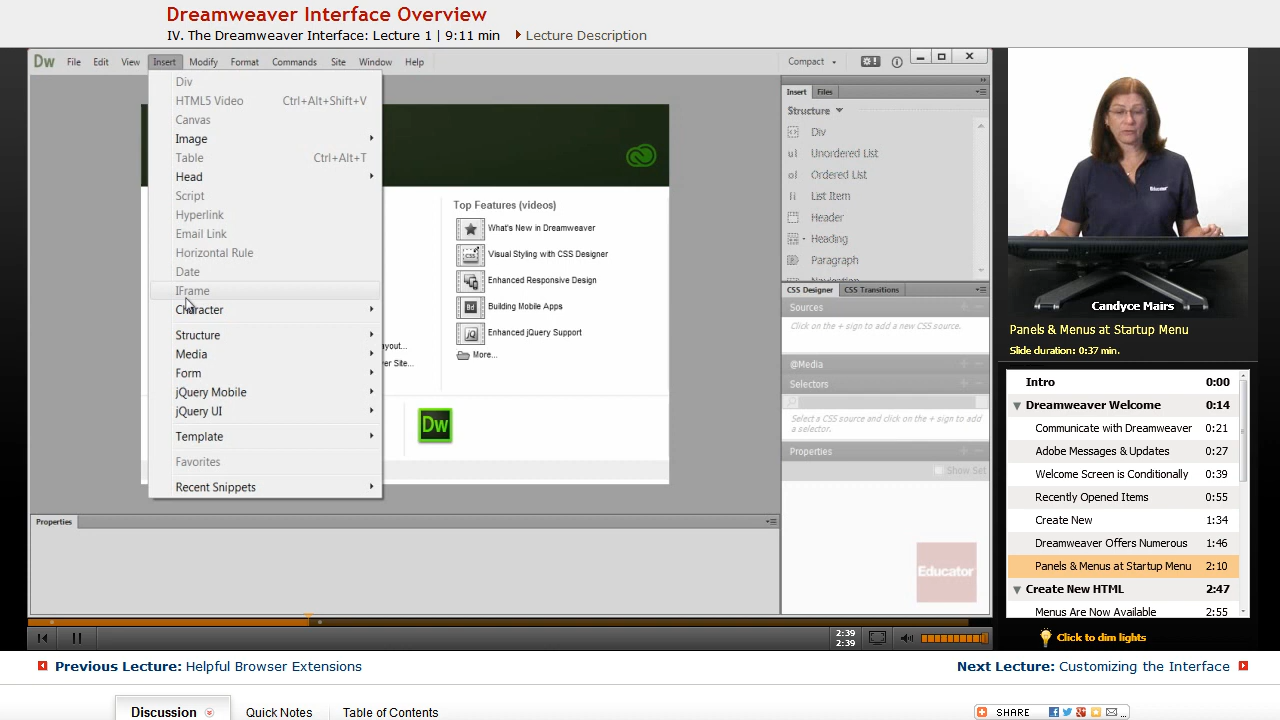 Dreamweaver Interface Overview
IV. The Dreamweaver Interface: Lecture 1 | 9:11 min
Lecture Description
Dw File Edit View Insert Modify Format Commands Site Window Help Compact
Div
HTML5 Video Ctrl+Alt+Shift+V
Canvas
Image
Table Ctrl+Alt+T
Head
Script
Hyperlink
Email Link
Horizontal Rule
Date
IFrame
Character
Structure
Media
Form
jQuery Mobile
jQuery UI
Template
Favorites
Recent Snippets
Top Features (videos)
What's New in Dreamweaver
Visual Styling with CSS Designer
Enhanced Responsive Design
Building Mobile Apps
Enhanced jQuery Support
More...
ayout...
er Site...
Dw
Properties
Insert Files
Structure
Div
ul Unordered List
ol Ordered List
li List Item
Header
Heading
Paragraph
CSS Designer CSS Transitions
Sources
Click on the + sign to add a new CSS source.
@Media
Selectors
Select a CSS source and click on the + sign to add
a selector.
Properties
Show Set
Educator
2:39
2:39
Educator
Candyce Mairs
Panels & Menus at Startup Menu
Slide duration: 0:37 min.
Intro 0:00
Dreamweaver Welcome 0:14
Communicate with Dreamweaver 0:21
Adobe Messages & Updates 0:27
Welcome Screen is Conditionally 0:39
Recently Opened Items 0:55
Create New 1:34
Dreamweaver Offers Numerous 1:46
Panels & Menus at Startup Menu 2:10
Create New HTML 2:47
Menus Are Now Available 2:55
Click to dim lights
Previous Lecture: Helpful Browser Extensions
Next Lecture: Customizing the Interface
Discussion Quick Notes Table of Contents
SHARE